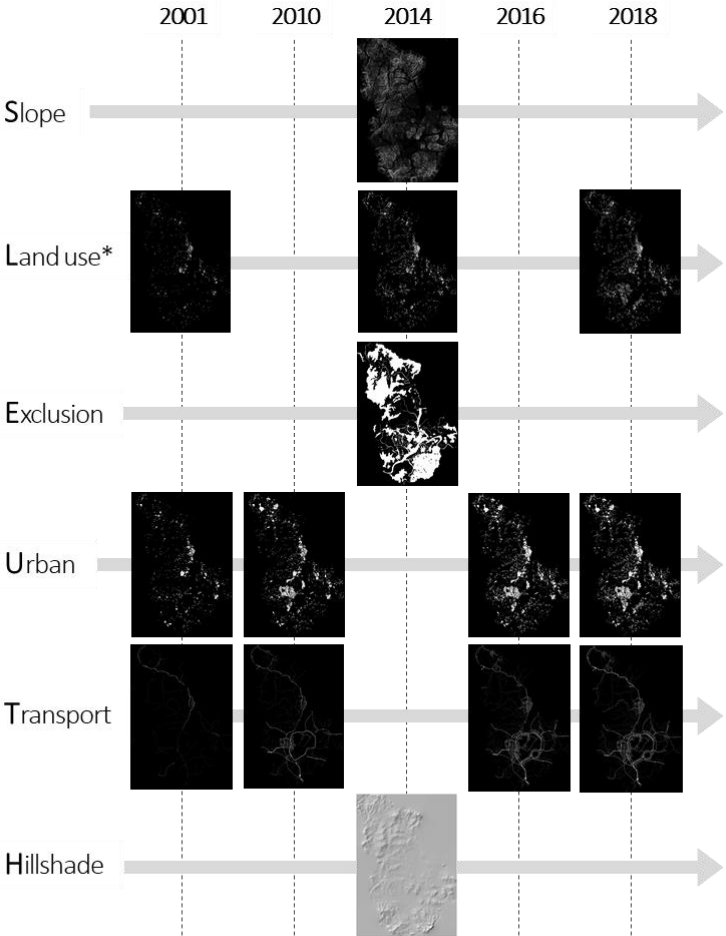 2001 2010 2014 2016 2018
Slope
Land use*
Exclusion
Urban
Transport
Hillshade